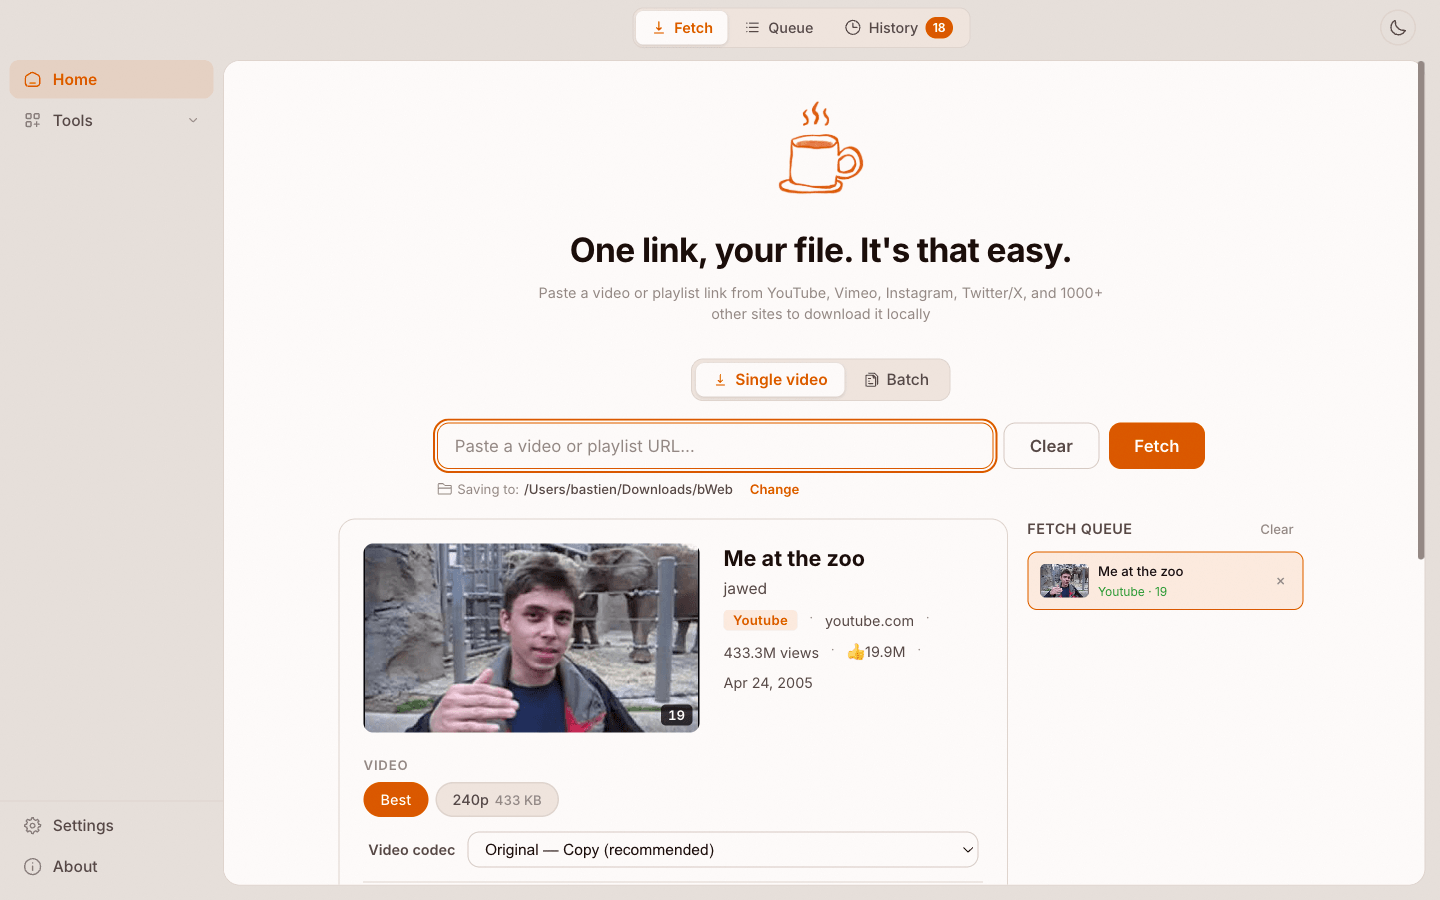 Fetch
Queue
History 18
Home
Tools
One link, your file. It's that easy.
Paste a video or playlist link from YouTube, Vimeo, Instagram, Twitter/X, and 1000+
other sites to download it locally
Single video
Batch
Paste a video or playlist URL...
Clear
Fetch
Saving to: /Users/bastien/Downloads/bWeb Change
Me at the zoo
jawed
Youtube · youtube.com ·
433.3M views · 👍19.9M ·
Apr 24, 2005
19
VIDEO
Best
240p 433 KB
Video codec
Original — Copy (recommended)
FETCH QUEUE
Clear
Me at the zoo
Youtube · 19
×
Settings
About